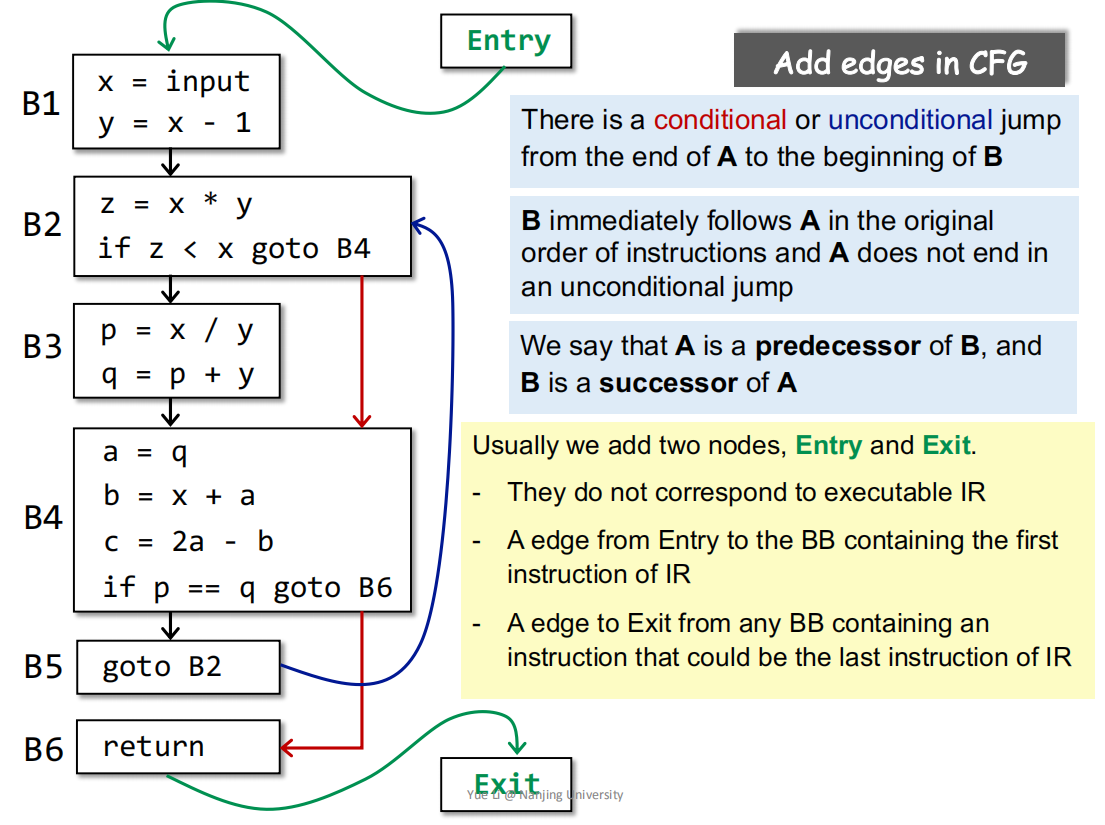 Entry
Add edges in CFG
B1
x = input
y = x - 1
B2
z = x * y
if z < x goto B4
B3
p = x / y
q = p + y
B4
a = q
b = x + a
c = 2a - b
if p == q goto B6
B5
goto B2
B6
return
There is a conditional or unconditional jump
from the end of A to the beginning of B
B immediately follows A in the original
order of instructions and A does not end in
an unconditional jump
We say that A is a predecessor of B, and
B is a successor of A
Usually we add two nodes, Entry and Exit.
- They do not correspond to executable IR
- A edge from Entry to the BB containing the first
instruction of IR
- A edge to Exit from any BB containing an
instruction that could be the last instruction of IR
Exit
Yue Li @ Nanjing University